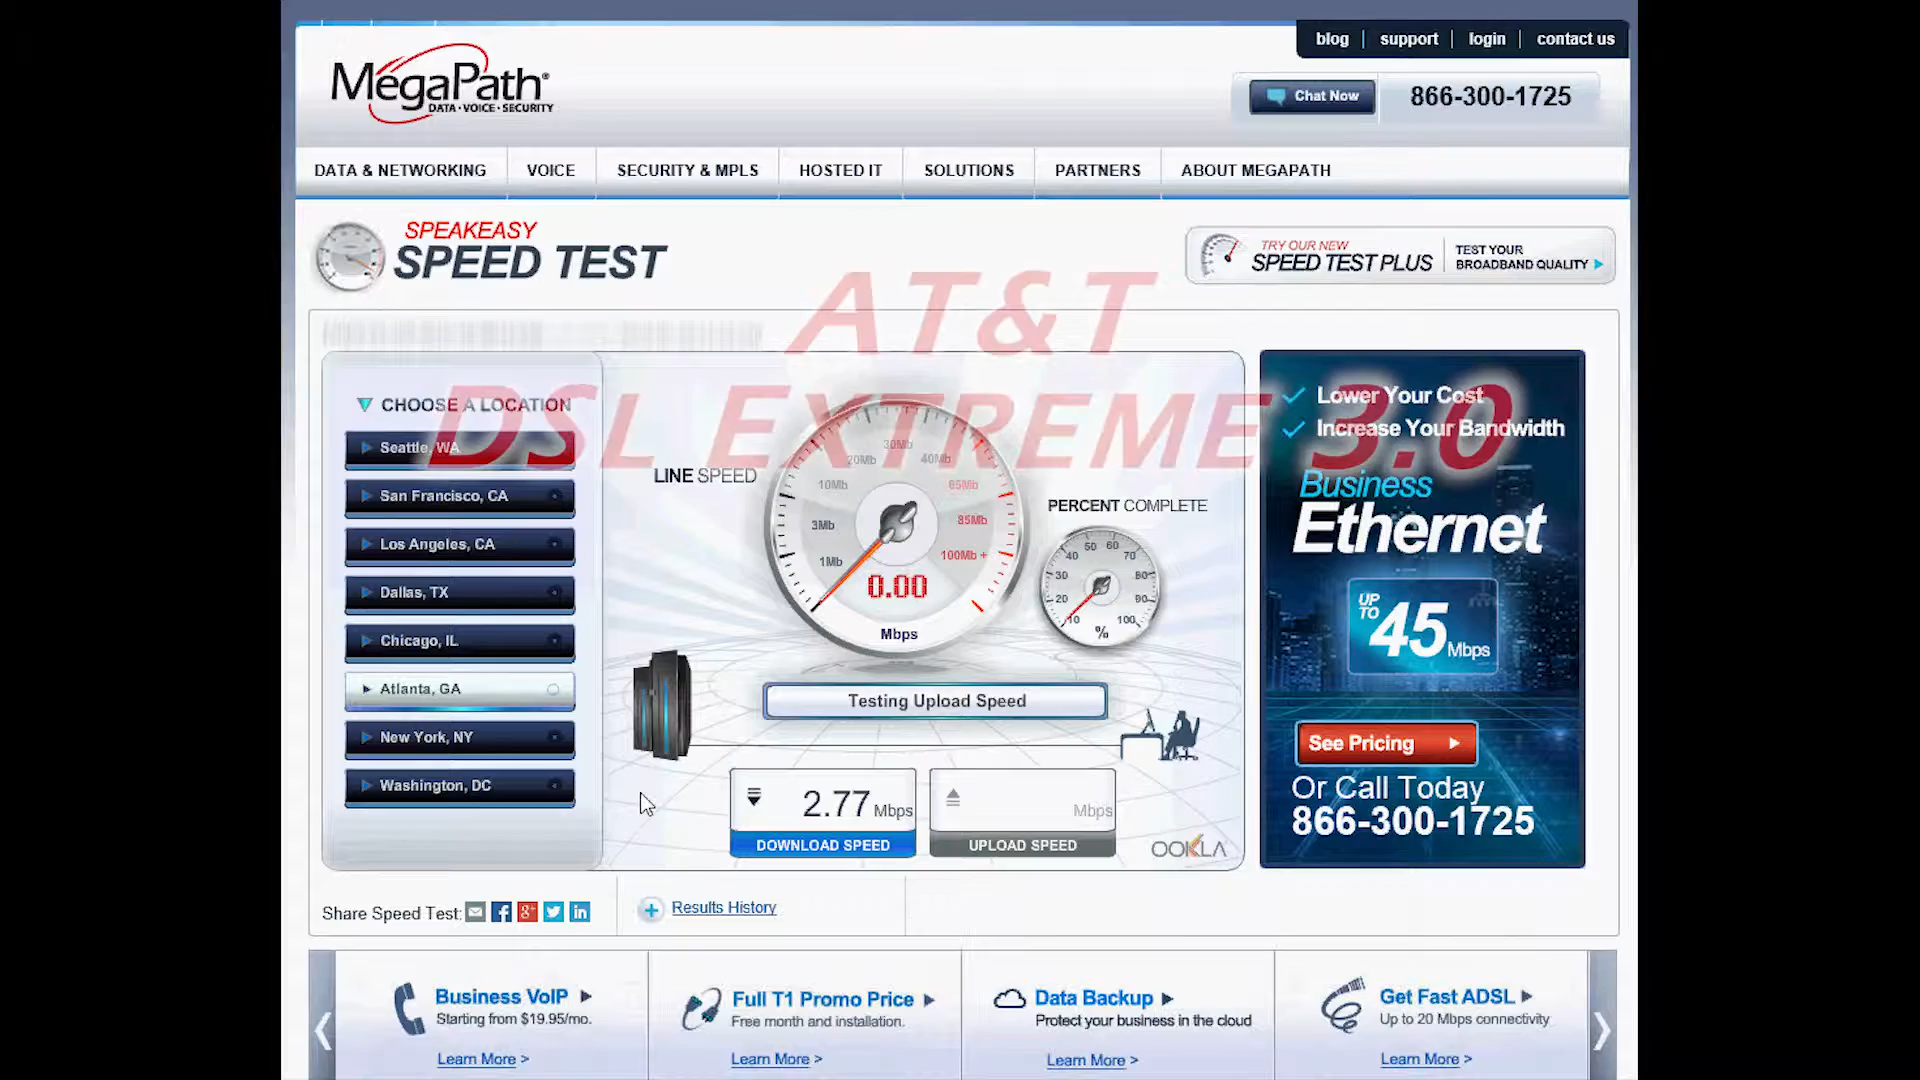 blog
support
login
contact us
MegaPath®
DATA • VOICE • SECURITY
Chat Now
866-300-1725
DATA & NETWORKING
VOICE
SECURITY & MPLS
HOSTED IT
SOLUTIONS
PARTNERS
ABOUT MEGAPATH
SPEAKEASY
SPEED TEST
TRY OUR NEW
SPEED TEST PLUS
TEST YOUR
BROADBAND QUALITY
AT&T
DSL EXTREME 3.0
CHOOSE A LOCATION
Seattle, WA
San Francisco, CA
Los Angeles, CA
Dallas, TX
Chicago, IL
Atlanta, GA
New York, NY
Washington, DC
LINE SPEED
1Mb
3Mb
10Mb
20Mb
30Mb
40Mb
65Mb
85Mb
100Mb +
0.00
Mbps
PERCENT COMPLETE
10
20
30
40
50
60
70
80
90
100
%
Testing Upload Speed
2.77 Mbps
DOWNLOAD SPEED
Mbps
UPLOAD SPEED
OOKLA
Lower Your Cost
Increase Your Bandwidth
Business
Ethernet
UP
TO
45 Mbps
See Pricing
Or Call Today
866-300-1725
Share Speed Test:
Results History
Business VoIP
Starting from $19.95/mo.
Learn More >
Full T1 Promo Price
Free month and installation.
Learn More >
Data Backup
Protect your business in the cloud
Learn More >
Get Fast ADSL
Up to 20 Mbps connectivity
Learn More >